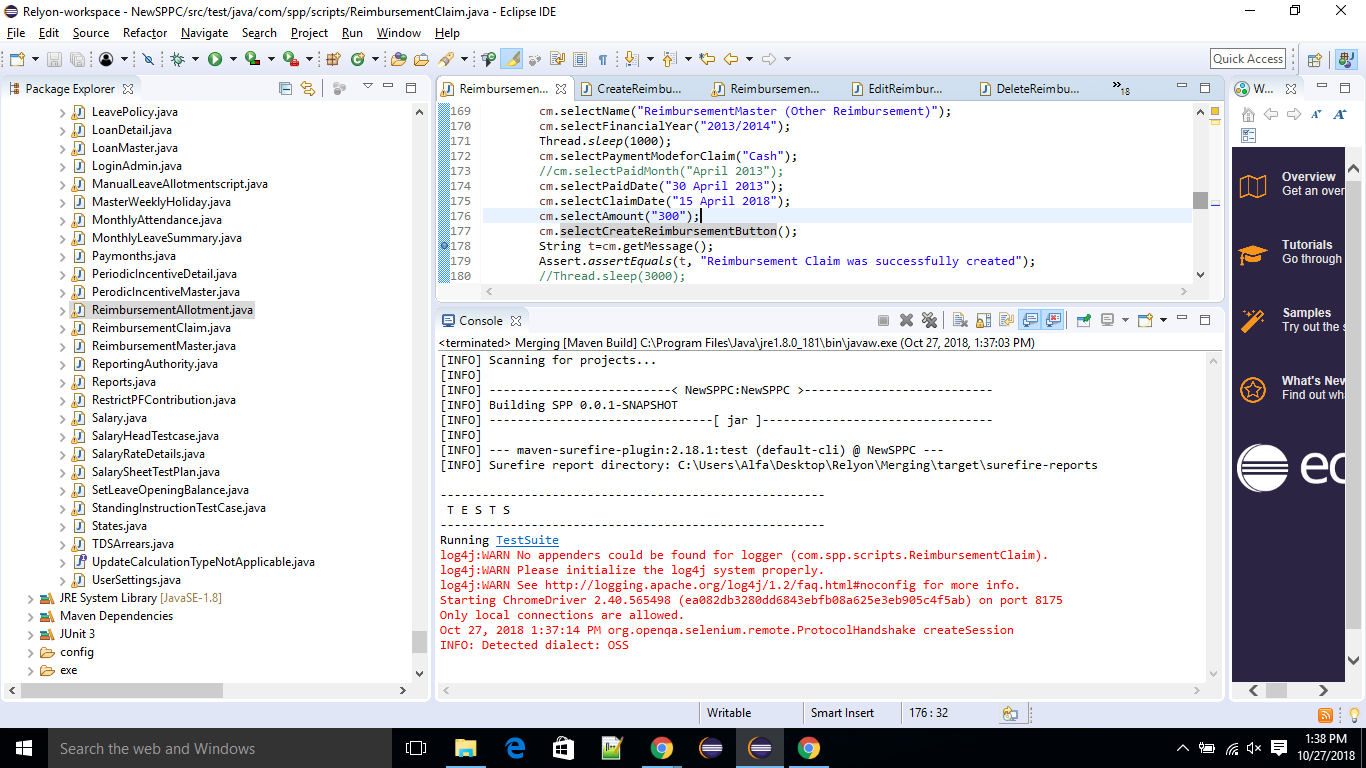 Relyon-workspace - NewSPPC/src/test/java/com/spp/scripts/ReimbursementClaim.java - Eclipse IDE
File Edit Source Refactor Navigate Search Project Run Window Help
Quick Access
Package Explorer
LeavePolicy.java
LoanDetail.java
LoanMaster.java
LoginAdmin.java
ManualLeaveAllotmentscript.java
MasterWeeklyHoliday.java
MonthlyAttendance.java
MonthlyLeaveSummary.java
Paymonths.java
PeriodicIncentiveDetail.java
PerodicIncentiveMaster.java
ReimbursementAllotment.java
ReimbursementClaim.java
ReimbursementMaster.java
ReportingAuthority.java
Reports.java
RestrictPFContribution.java
Salary.java
SalaryHeadTestcase.java
SalaryRateDetails.java
SalarySheetTestPlan.java
SetLeaveOpeningBalance.java
StandingInstructionTestCase.java
States.java
TDSArrears.java
UpdateCalculationTypeNotApplicable.java
UserSettings.java
JRE System Library [JavaSE-1.8]
Maven Dependencies
JUnit 3
config
exe
Reimbursemen... CreateReimbu... Reimbursemen... EditReimbur... DeleteReimbu... »18
169 cm.selectName("ReimbursementMaster (Other Reimbursement)");
170 cm.selectFinancialYear("2013/2014");
171 Thread.sleep(1000);
172 cm.selectPaymentModeforClaim("Cash");
173 //cm.selectPaidMonth("April 2013");
174 cm.selectPaidDate("30 April 2013");
175 cm.selectClaimDate("15 April 2018");
176 cm.selectAmount("300");
177 cm.selectCreateReimbursementButton();
178 String t=cm.getMessage();
179 Assert.assertEquals(t, "Reimbursement Claim was successfully created");
180 //Thread.sleep(3000);
Console
<terminated> Merging [Maven Build] C:\Program Files\Java\jre1.8.0_181\bin\javaw.exe (Oct 27, 2018, 1:37:03 PM)
[INFO] Scanning for projects...
[INFO]
[INFO] --------------------------< NewSPPC:NewSPPC >---------------------------
[INFO] Building SPP 0.0.1-SNAPSHOT
[INFO] --------------------------------[ jar ]---------------------------------
[INFO]
[INFO] --- maven-surefire-plugin:2.18.1:test (default-cli) @ NewSPPC ---
[INFO] Surefire report directory: C:\Users\Alfa\Desktop\Relyon\Merging\target\surefire-reports
-------------------------------------------------------
T E S T S
-------------------------------------------------------
Running TestSuite
log4j:WARN No appenders could be found for logger (com.spp.scripts.ReimbursementClaim).
log4j:WARN Please initialize the log4j system properly.
log4j:WARN See http://logging.apache.org/log4j/1.2/faq.html#noconfig for more info.
Starting ChromeDriver 2.40.565498 (ea082db3280dd6843ebfb08a625e3eb905c4f5ab) on port 8175
Only local connections are allowed.
Oct 27, 2018 1:37:14 PM org.openqa.selenium.remote.ProtocolHandshake createSession
INFO: Detected dialect: OSS
W...
Overview
Get an over
Tutorials
Go through
Samples
Try out the s
What's New
Find out wha
ec
Writable Smart Insert 176 : 32
Search the web and Windows
1:38 PM
10/27/2018